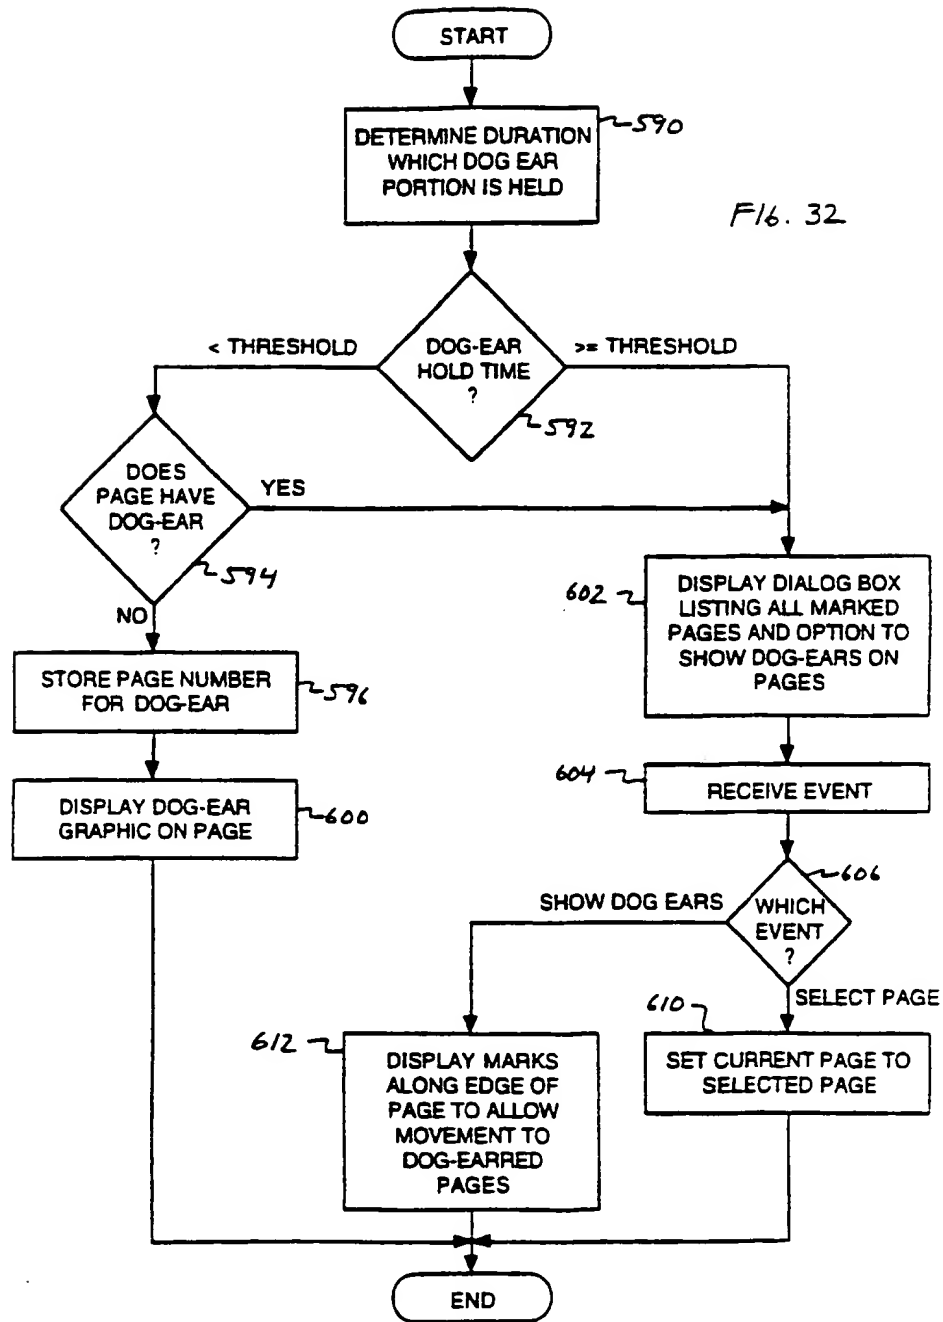 START
DETERMINE DURATION
WHICH DOG EAR
PORTION IS HELD
590
FIG. 32
< THRESHOLD
DOG-EAR
HOLD TIME
?
>= THRESHOLD
592
DOES
PAGE HAVE
DOG-EAR
?
YES
594
NO
602
DISPLAY DIALOG BOX
LISTING ALL MARKED
PAGES AND OPTION TO
SHOW DOG-EARS ON
PAGES
STORE PAGE NUMBER
FOR DOG-EAR
596
604
RECEIVE EVENT
DISPLAY DOG-EAR
GRAPHIC ON PAGE
600
606
SHOW DOG EARS
WHICH
EVENT
?
SELECT PAGE
610
SET CURRENT PAGE TO
SELECTED PAGE
612
DISPLAY MARKS
ALONG EDGE OF
PAGE TO ALLOW
MOVEMENT TO
DOG-EARRED
PAGES
END